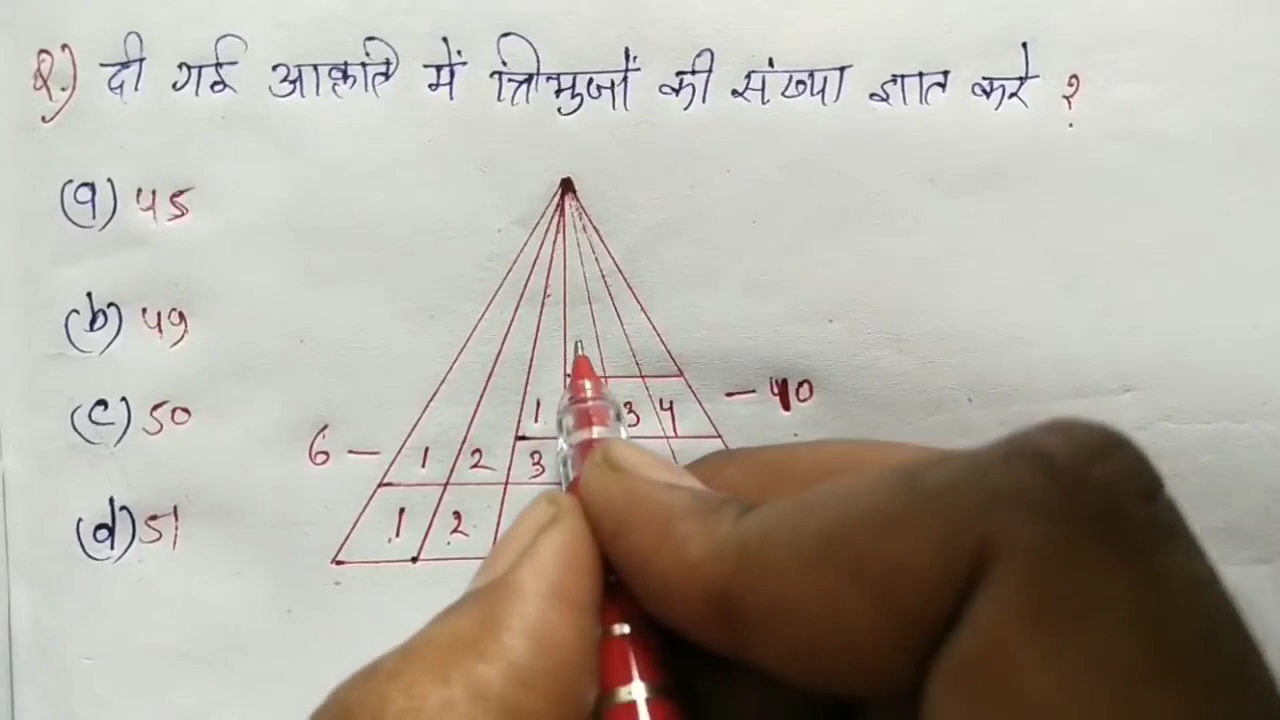 Q.) दी गई आकृति में त्रिभुजों की संख्या ज्ञात करे ?
(a) 45
(b) 49
(c) 50
(d) 51
1 3 4 - 40
6 - 1 2 3
1 2